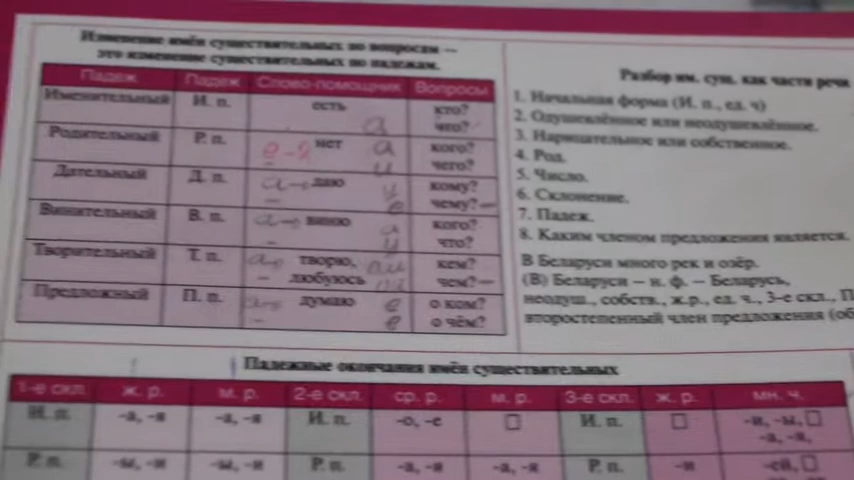 Изменение имён существительных по вопросам —
это изменение существительных по падежам.
Падеж Падеж Слово-помощник Вопросы
Именительный И. п. есть кто?
что?
Родительный Р. п. нет кого?
чего?
Дательный Д. п. даю кому?
чему?
Винительный В. п. виню кого?
что?
Творительный Т. п. творю, кем?
любуюсь чем?
Предложный П. п. думаю о ком?
о чём?
Разбор им. сущ. как части речи
1. Начальная форма (И. п., ед. ч)
2. Одушевлённое или неодушевлённое.
3. Нарицательное или собственное.
4. Род.
5. Число.
6. Склонение.
7. Падеж.
8. Каким членом предложения является.
В Беларуси много рек и озёр.
(В) Беларуси – н. ф. – Беларусь,
неодуш., собств., ж.р., ед. ч., 3-е скл., П
второстепенный член предложения (об
Падежные окончания имён существительных
1-е скл. ж. р. м. р. 2-е скл. ср. р. м. р. 3-е скл. ж. р. мн. ч.
И. п. -а, -я -а, -я И. п. -о, -е И. п. -и, -ы,
-а, -я,
Р. п. -ы, -и -ы, -и Р. п. -а, -я -а, -я Р. п. -и -ей,